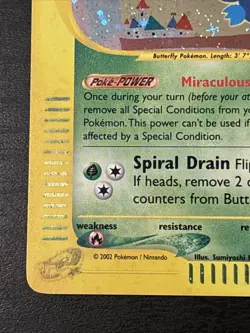 Butterfly Pokémon. Length: 3' 7"
Poké-POWER Miraculous
Once during your turn (before your at
remove all Special Conditions from yo
Pokémon. This power can't be used if
affected by a Special Condition.
Spiral Drain Flip
If heads, remove 2 d
counters from Butt
weakness
resistance
re
Illus. Sumiyoshi
© 2002 Pokémon / Nintendo